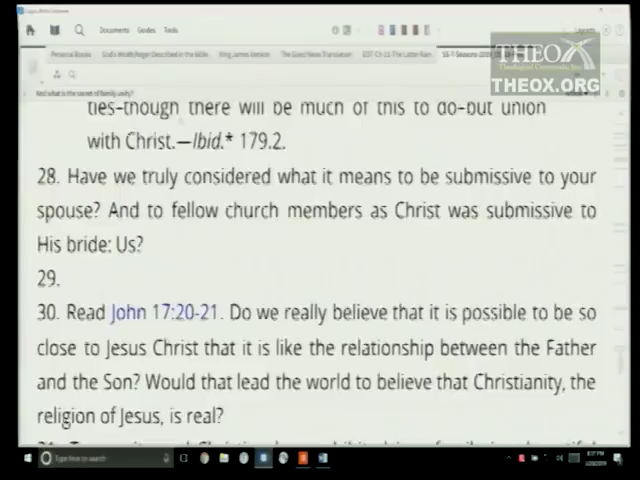 Documents Guides Tools
Layouts
Personal Books God's Wrath/Anger Described in the Bible King James Version The Good News Translation
THEOX
THEOX.ORG
And what is the secret of family unity?
ties–though there will be much of this to do–but union
with Christ.—Ibid.* 179.2.
28. Have we truly considered what it means to be submissive to your
spouse? And to fellow church members as Christ was submissive to
His bride: Us?
29.
30. Read John 17:20-21. Do we really believe that it is possible to be so
close to Jesus Christ that it is like the relationship between the Father
and the Son? Would that lead the world to believe that Christianity, the
religion of Jesus, is real?
Type here to search